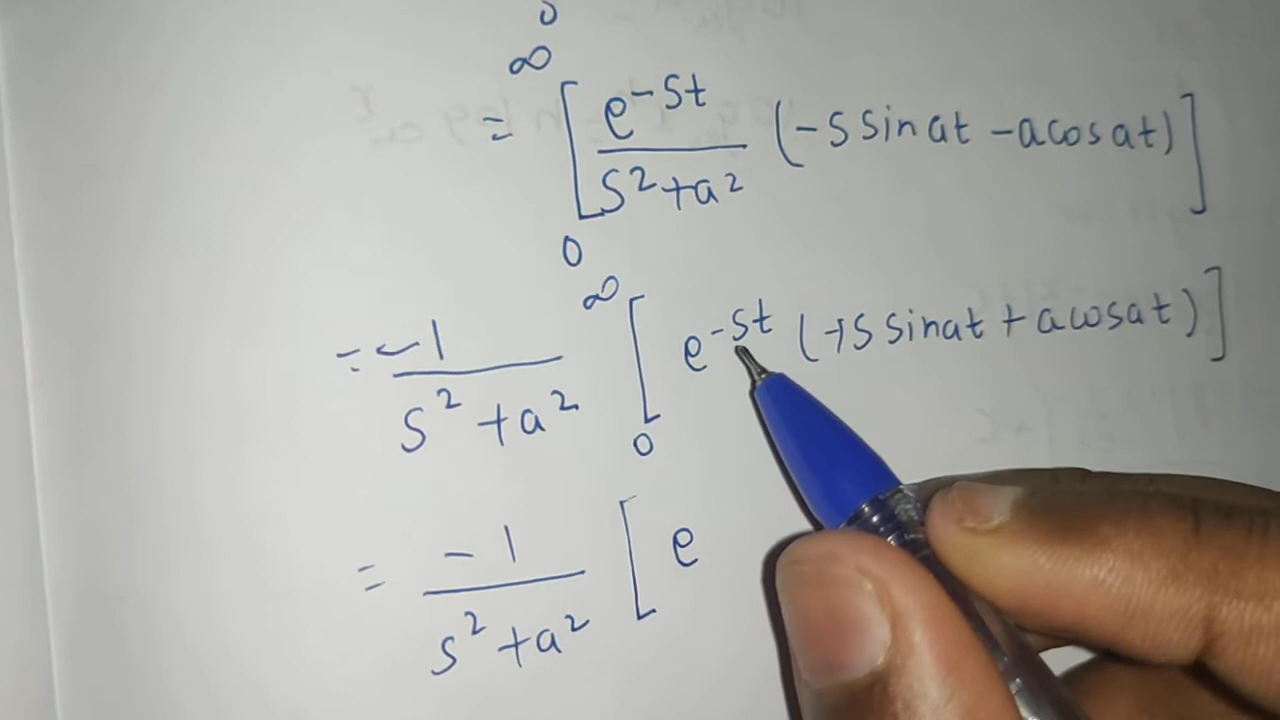 0
∞
= [ e^{-st} / s²+a² (-s sin at - a cos at) ]
0
∞
= -1 / s²+a² [ e^{-st} (+s sin at + a cos at) ]
0
= -1 / s²+a² [ e